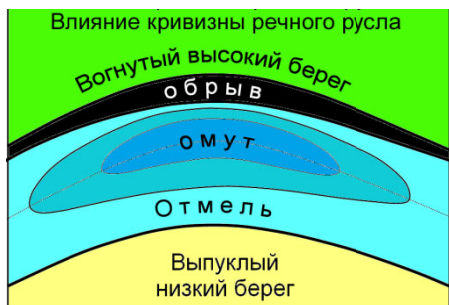 Влияние кривизны речного русла
Вогнутый высокий берег
обрыв
омут
Отмель
Выпуклый
низкий берег